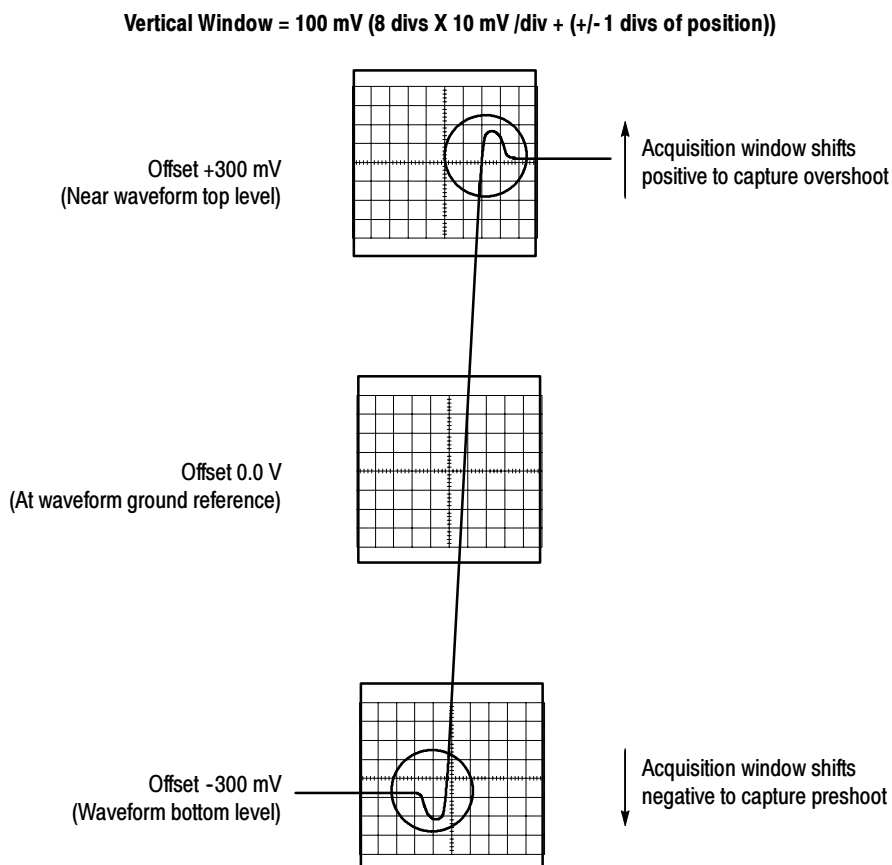 Vertical Window = 100 mV (8 divs X 10 mV /div + (+/- 1 divs of position))
Offset +300 mV
(Near waveform top level)
Acquisition window shifts
positive to capture overshoot
Offset 0.0 V
(At waveform ground reference)
Offset -300 mV
(Waveform bottom level)
Acquisition window shifts
negative to capture preshoot